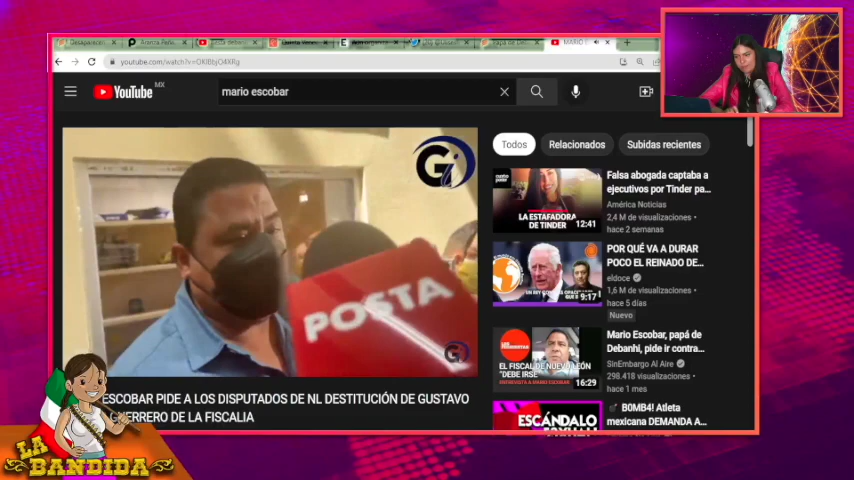 youtube.com/watch?v=
YouTube MX
mario escobar
POSTA
Gi
ESCOBAR PIDE A LOS DISPUTADOS DE NL DESTITUCIÓN DE GUSTAVO
GUERRERO DE LA FISCALIA
Todos
Relacionados
Subidas recientes
LA ESTAFADORA
DE TINDER
12:41
Falsa abogada captaba a
ejecutivos por Tinder pa...
América Noticias
2,4 M de visualizaciones •
hace 2 semanas
9:17
POR QUÉ VA A DURAR
POCO EL REINADO DE...
eldoce
1,6 M de visualizaciones •
hace 5 días
Nuevo
EL FISCAL DE NUEVO LEÓN
"DEBE IRSE"
ENTREVISTA A MARIO ESCOBAR
16:29
Mario Escobar, papá de
Debanhi, pide ir contra...
SinEmbargo Al Aire
298.418 visualizaciones •
hace 1 mes
ESCÁNDALO
B0MB4! Atleta
mexicana DEMANDA A...
LA
BANDIDA